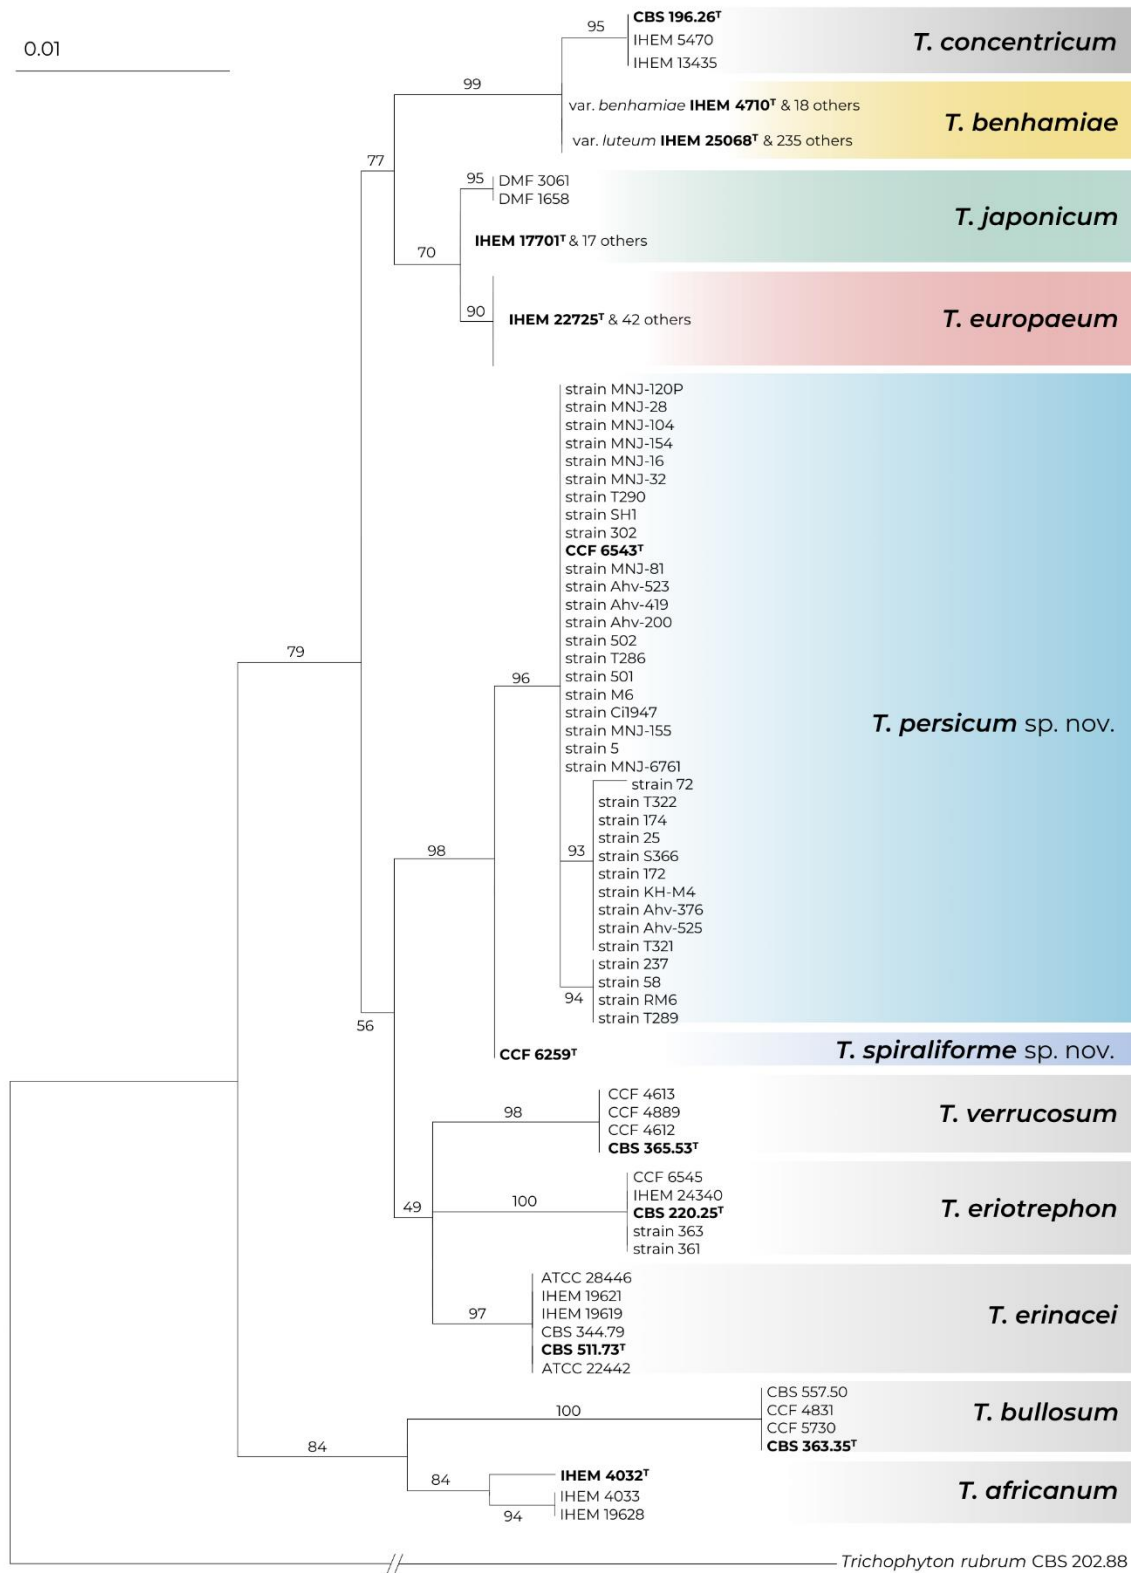 0.01
95
CBS 196.26ᵀ
IHEM 5470
IHEM 13435
T. concentricum
99
var. benhamiae IHEM 4710ᵀ & 18 others
var. luteum IHEM 25068ᵀ & 235 others
T. benhamiae
77
95
DMF 3061
DMF 1658
T. japonicum
IHEM 17701ᵀ & 17 others
70
90
IHEM 22725ᵀ & 42 others
T. europaeum
strain MNJ-120P
strain MNJ-28
strain MNJ-104
strain MNJ-154
strain MNJ-16
strain MNJ-32
strain T290
strain SH1
strain 302
CCF 6543ᵀ
strain MNJ-81
strain Ahv-523
strain Ahv-419
strain Ahv-200
strain 502
79
strain T286
strain 501
96
strain M6
strain Ci1947
T. persicum sp. nov.
strain MNJ-155
strain 5
strain MNJ-6761
strain 72
strain T322
strain 174
strain 25
98
93
strain S366
strain 172
strain KH-M4
strain Ahv-376
strain Ahv-525
strain T321
strain 237
strain 58
94
strain RM6
strain T289
56
CCF 6259ᵀ
T. spiraliforme sp. nov.
CCF 4613
98
CCF 4889
CCF 4612
CBS 365.53ᵀ
T. verrucosum
CCF 6545
IHEM 24340
49
100
CBS 220.25ᵀ
strain 363
strain 361
T. eriotrephon
ATCC 28446
IHEM 19621
97
IHEM 19619
CBS 344.79
CBS 511.73ᵀ
ATCC 22442
T. erinacei
CBS 557.50
100
CCF 4831
CCF 5730
CBS 363.35ᵀ
T. bullosum
84
84
IHEM 4032ᵀ
IHEM 4033
94
IHEM 19628
T. africanum
Trichophyton rubrum CBS 202.88